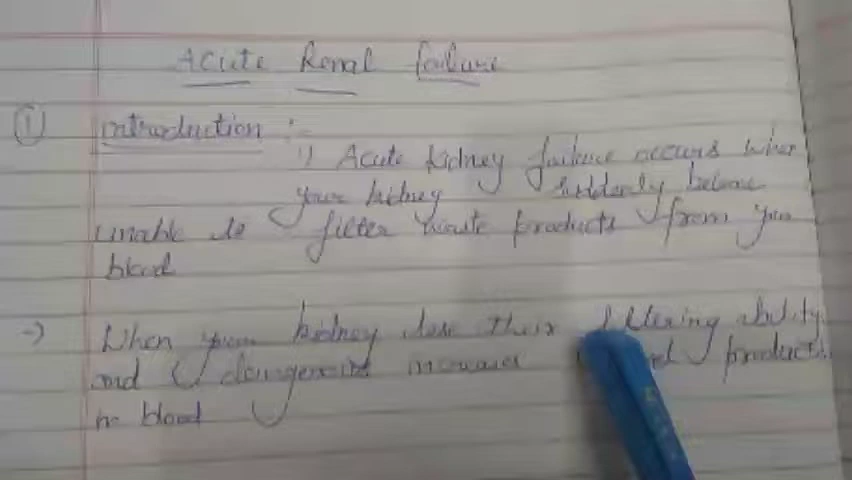 Acute Renal failure
① introduction :-
i) Acute kidney failure occurs when
your kidney suddenly become
unable to filter waste products from your
blood
→ When your kidney lose their filtering ability
and dangerous increases products
in blood